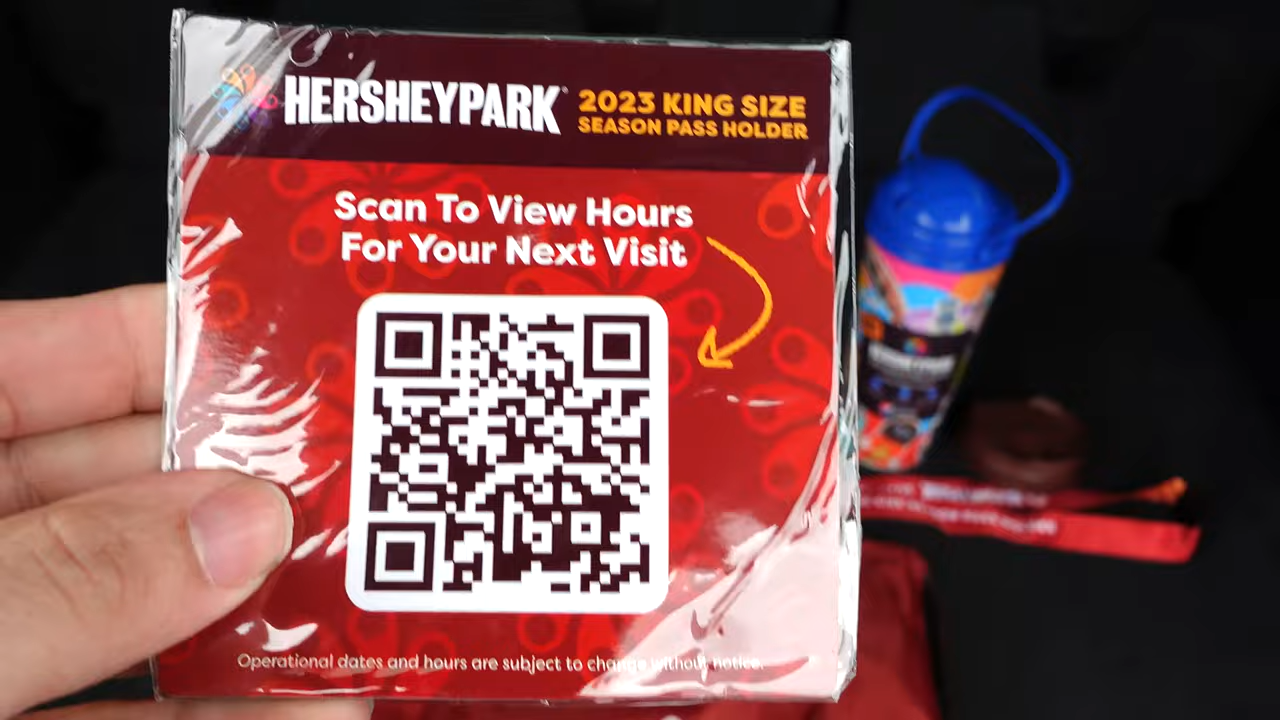 HERSHEYPARK
2023 KING SIZE
SEASON PASS HOLDER
Scan To View Hours
For Your Next Visit
Operational dates and hours are subject to change without notice.